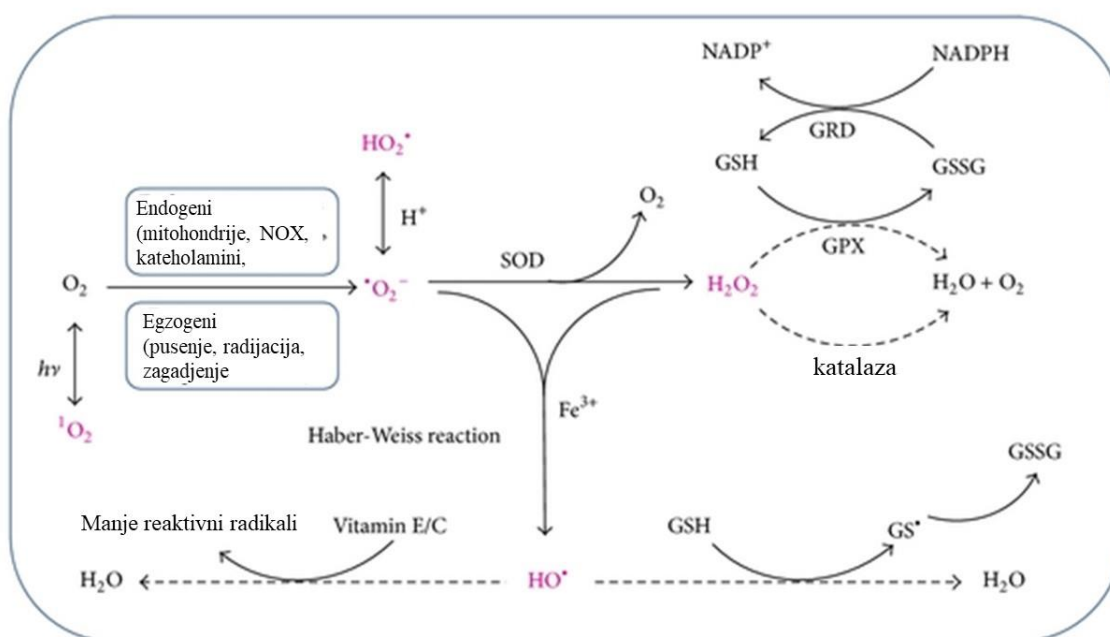 NADP⁺ NADPH
GRD
HO₂•
GSH GSSG
Endogeni
(mitohondrije, NOX, ,
kateholamini,
H⁺
O₂
SOD
GPX
O₂
•O₂⁻
H₂O₂
H₂O + O₂
Egzogeni
(pusenje, radijacija,
zagadjenje
hν
katalaza
¹O₂
Fe³⁺
Haber-Weiss reaction
GSSG
Manje reaktivni radikali
Vitamin E/C
GSH
GS•
H₂O
HO•
H₂O